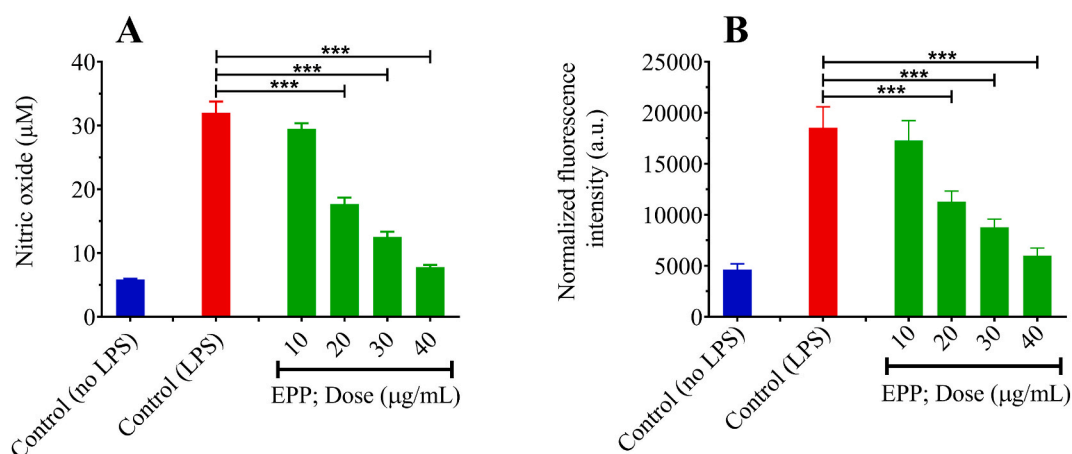 A
***
***
***
40
30
20
10
0
Nitric oxide (μM)
Control (no LPS)
Control (LPS)
10
20
30
40
EPP; Dose (μg/mL)
B
***
***
***
25000
20000
15000
10000
5000
0
Normalized fluorescence
intensity (a.u.)
Control (no LPS)
Control (LPS)
10
20
30
40
EPP; Dose (μg/mL)